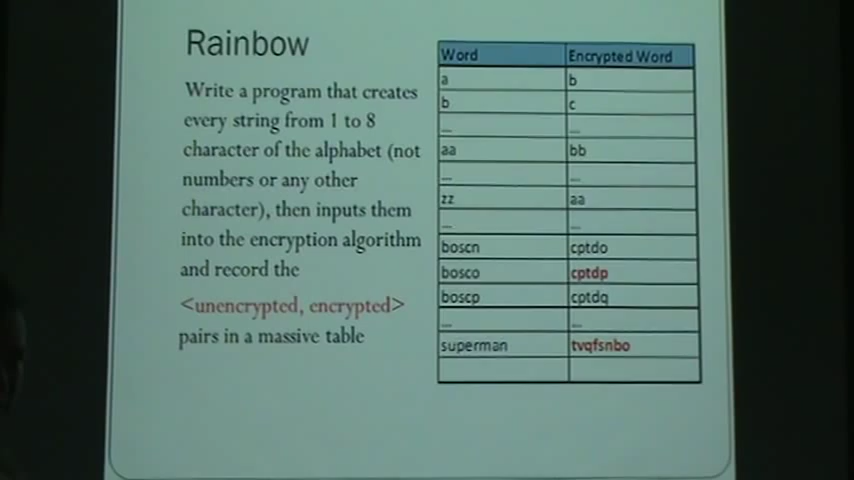 Rainbow
Write a program that creates
every string from 1 to 8
character of the alphabet (not
numbers or any other
character), then inputs them
into the encryption algorithm
and record the
<unencrypted, encrypted>
pairs in a massive table
Word Encrypted Word
a b
b c
... ...
aa bb
... ...
zz aa
... ...
boscn cptdo
bosco cptdp
boscp cptdq
... ...
superman tvqfsnbo